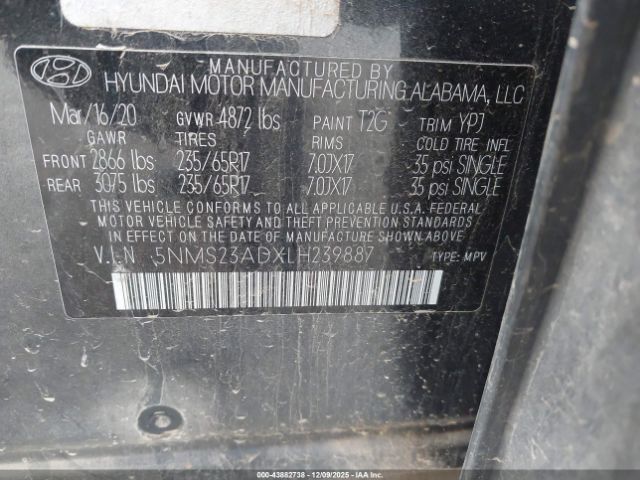 MANUFACTURED BY
HYUNDAI MOTOR MANUFACTURING ALABAMA, LLC
Mar/16/20 GVWR 4872 lbs PAINT T2G TRIM YPJ
GAWR TIRES RIMS COLD TIRE INFL
FRONT 2866 lbs 235/65R17 7.0JX17 35 psi SINGLE
REAR 3075 lbs 235/65R17 7.0JX17 35 psi SINGLE
THIS VEHICLE CONFORMS TO ALL APPLICABLE U.S.A. FEDERAL
MOTOR VEHICLE SAFETY AND THEFT PREVENTION STANDARDS
IN EFFECT ON THE DATE OF MANUFACTURE SHOWN ABOVE.
V.I.N 5NMS23ADXLH239887 TYPE: MPV
000-43882738 - 12/09/2025 - IAAI.COM